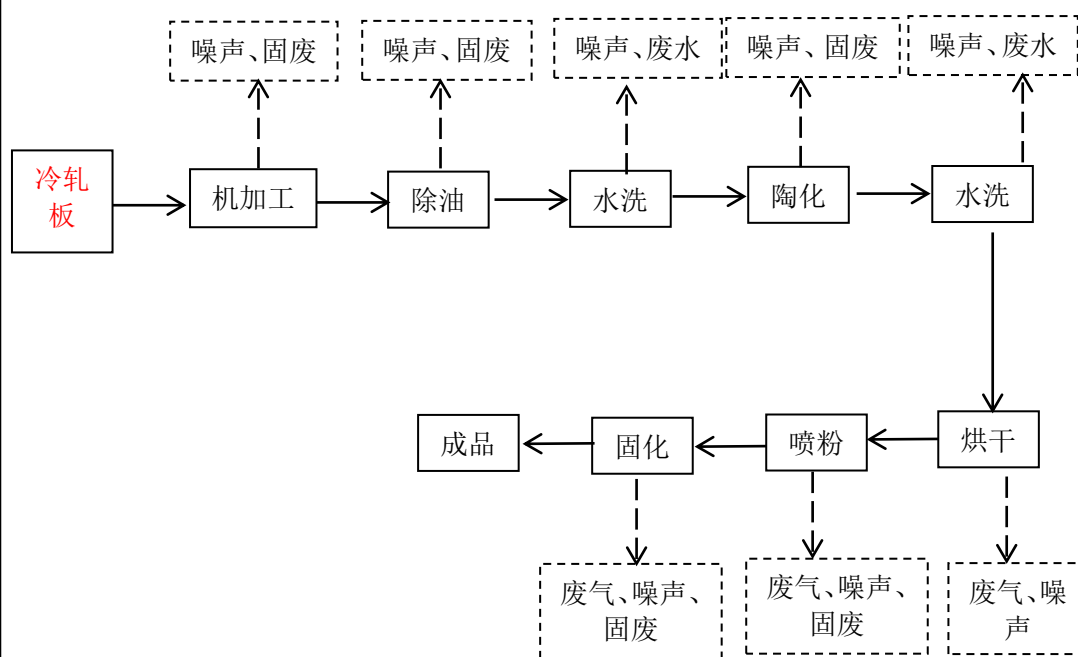 噪声、固废
噪声、固废
噪声、废水
噪声、固废
噪声、废水
冷轧
板
机加工
除油
水洗
陶化
水洗
成品
固化
喷粉
烘干
废气、噪声、
固废
废气、噪声、
固废
废气、噪
声